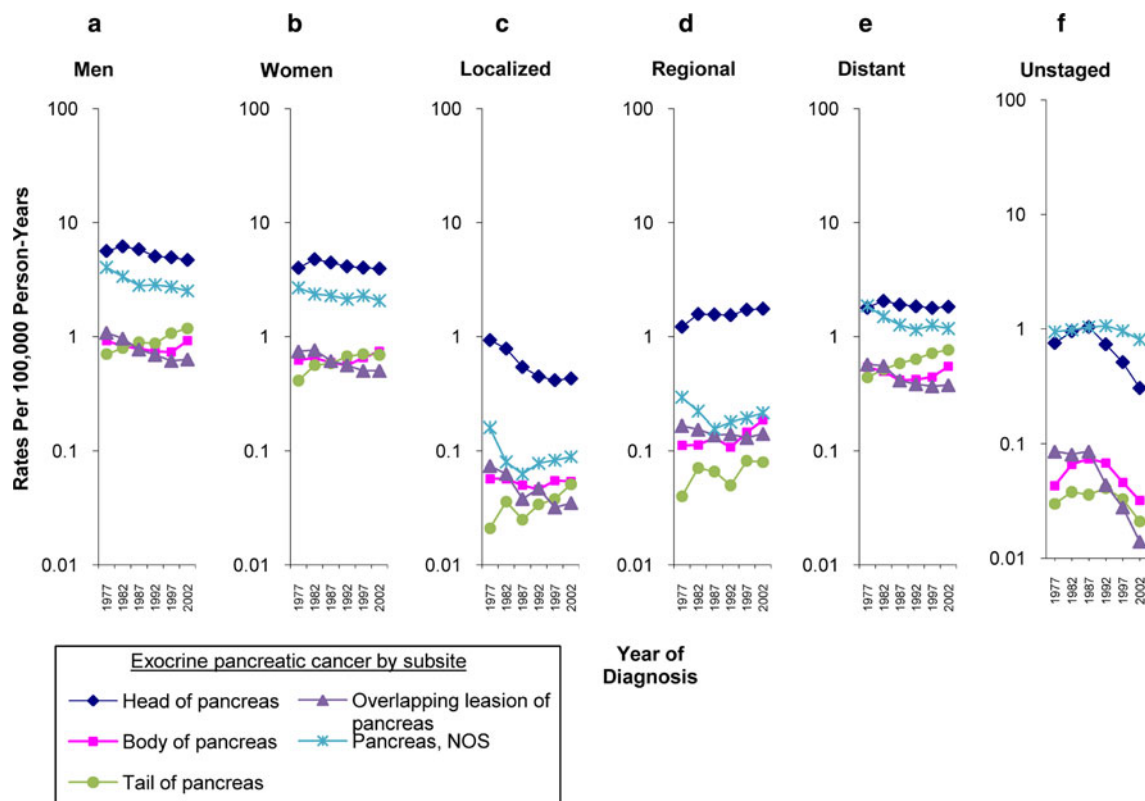 a b c d e f
Men Women Localized Regional Distant Unstaged
100 100 100 100 100 100
10 10 10 10 10 10
1 1 1 1 1 1
0.1 0.1 0.1 0.1 0.1 0.1
0.01 0.01 0.01 0.01 0.01 0.01
Rates Per 100,000 Person-Years
1977 1982 1987 1992 1997 2002 1977 1982 1987 1992 1997 2002 1977 1982 1987 1992 1997 2002 1977 1982 1987 1992 1997 2002 1977 1982 1987 1992 1997 2002 1977 1982 1987 1992 1997 2002
Year of
Diagnosis
Exocrine pancreatic cancer by subsite
Head of pancreas
Body of pancreas
Tail of pancreas
Overlapping leasion of
pancreas
Pancreas, NOS